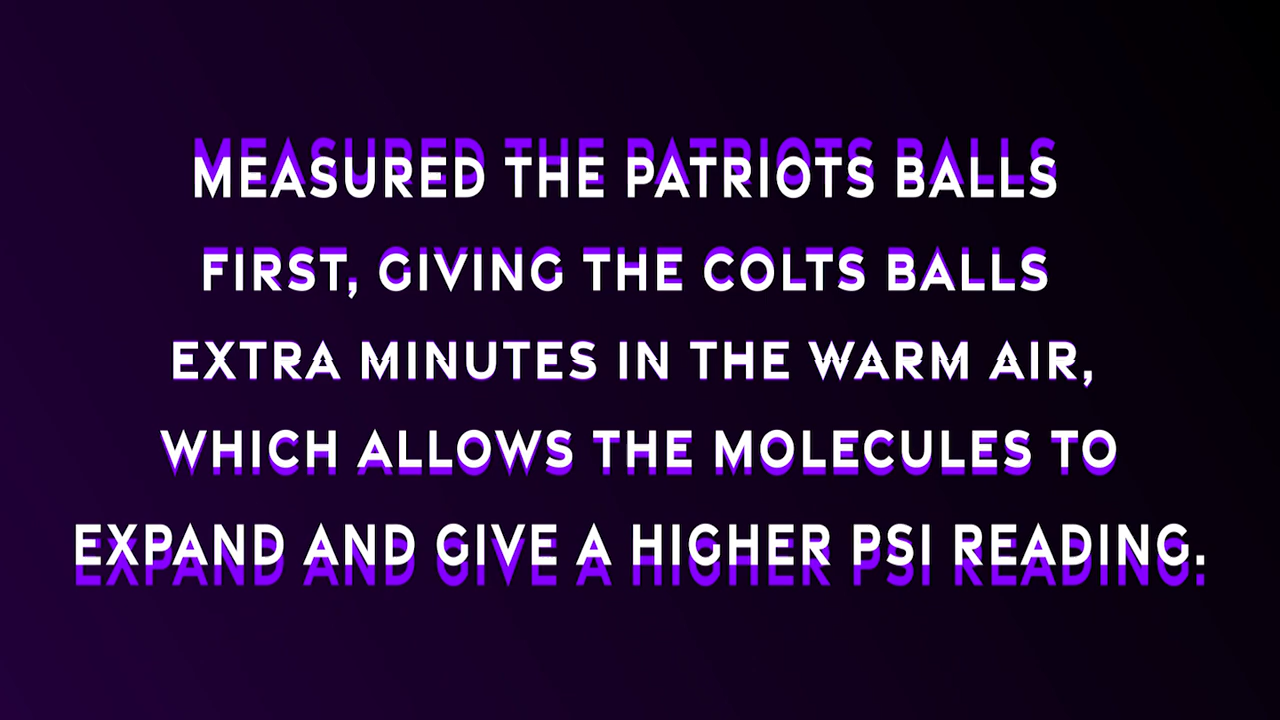 MEASURED THE PATRIOTS BALLS
FIRST, GIVING THE COLTS BALLS
EXTRA MINUTES IN THE WARM AIR,
WHICH ALLOWS THE MOLECULES TO
EXPAND AND GIVE A HIGHER PSI READING.